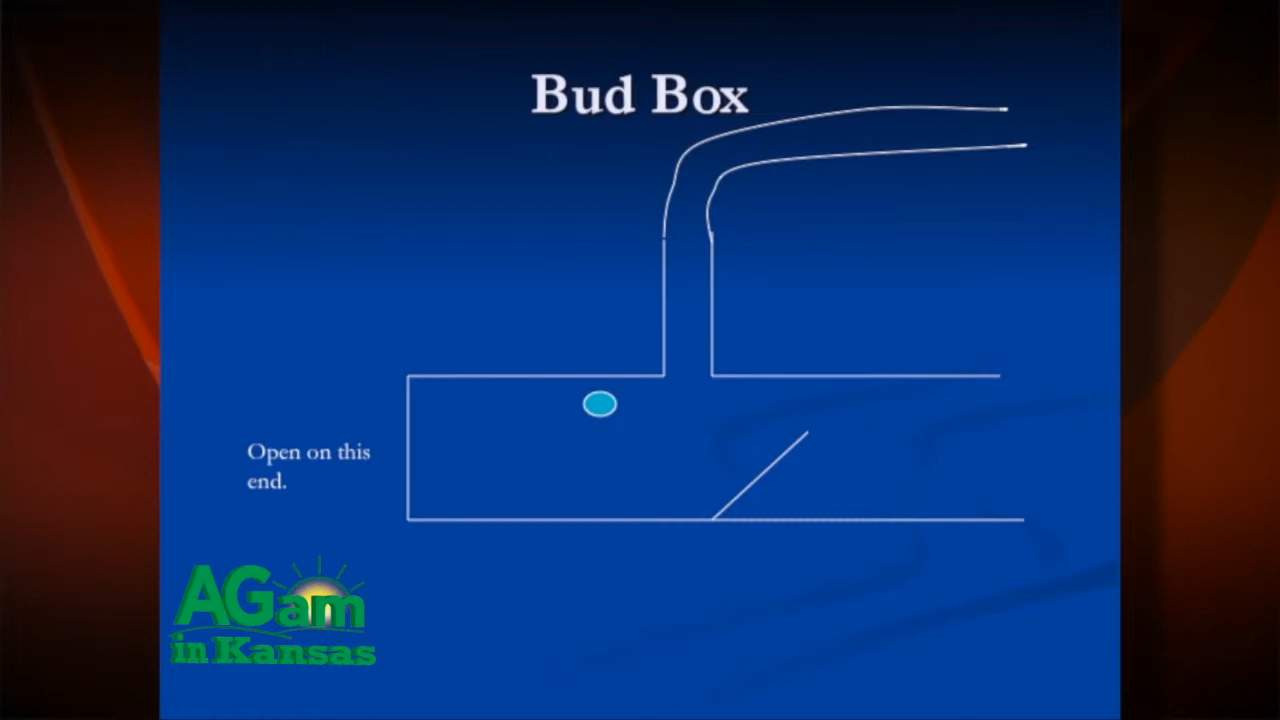 Bud Box
Open on this
end.
AGam
in Kansas